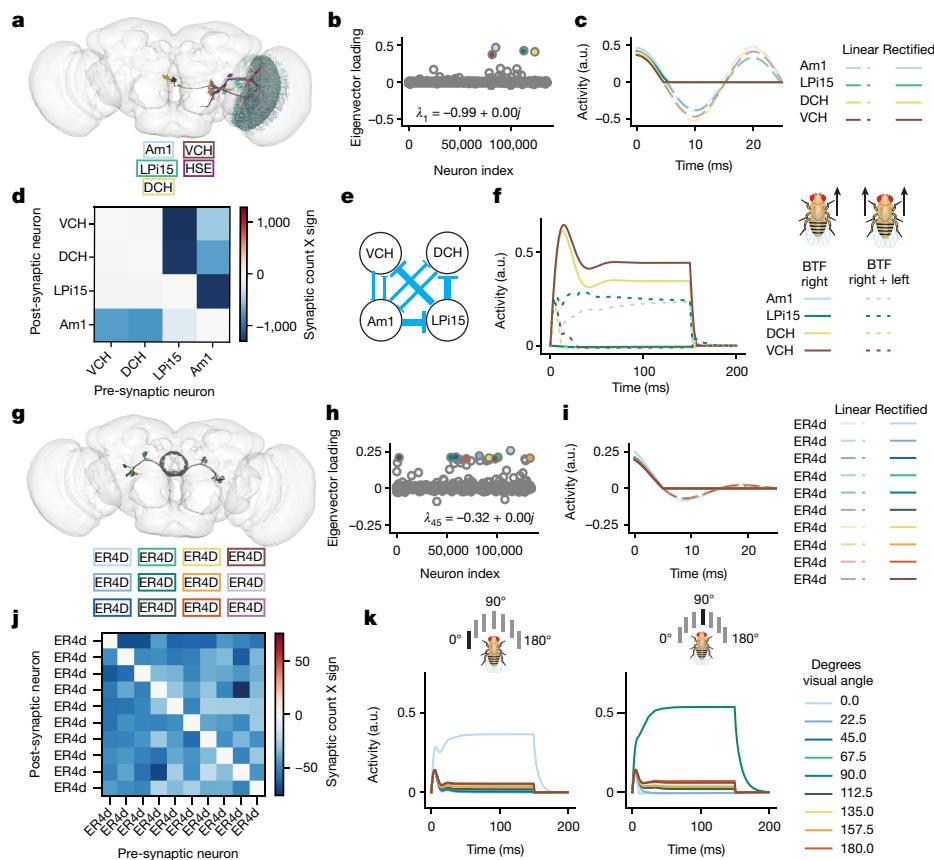 a
Am1 VCH
LPi15 HSE
DCH
b
Eigenvector loading
0.5
0
−0.5
λ1 = −0.99 + 0.00j
0 50,000 100,000
Neuron index
c
Activity (a.u.)
0.5
0
−0.5
0 10 20
Time (ms)
Linear Rectified
Am1
LPi15
DCH
VCH
d
Post-synaptic neuron
VCH
DCH
LPi15
Am1
VCH DCH LPi15 Am1
Pre-synaptic neuron
1,000
0
−1,000
Synaptic count X sign
e
VCH DCH
Am1 LPi15
f
Activity (a.u.)
0.5
0
0 100 200
Time (ms)
BTF right
BTF right + left
Am1
LPi15
DCH
VCH
g
ER4D ER4D ER4D ER4D
ER4D ER4D ER4D ER4D
ER4D ER4D ER4D ER4D
h
Eigenvector loading
0.25
0
−0.25
λ45 = −0.32 + 0.00j
0 50,000 100,000
Neuron index
i
Activity (a.u.)
0.25
0
−0.25
0 10 20
Time (ms)
Linear Rectified
ER4d
ER4d
ER4d
ER4d
ER4d
ER4d
ER4d
ER4d
ER4d
ER4d
j
Post-synaptic neuron
ER4d
ER4d
ER4d
ER4d
ER4d
ER4d
ER4d
ER4d
ER4d
ER4d
ER4d ER4d ER4d ER4d ER4d ER4d ER4d ER4d ER4d
Pre-synaptic neuron
50
0
−50
Synaptic count X sign
k
90°
0° 180°
Activity (a.u.)
0.5
0
0 100 200
Time (ms)
90°
0° 180°
0.5
0
0 100 200
Time (ms)
Degrees
visual angle
0.0
22.5
45.0
67.5
90.0
112.5
135.0
157.5
180.0